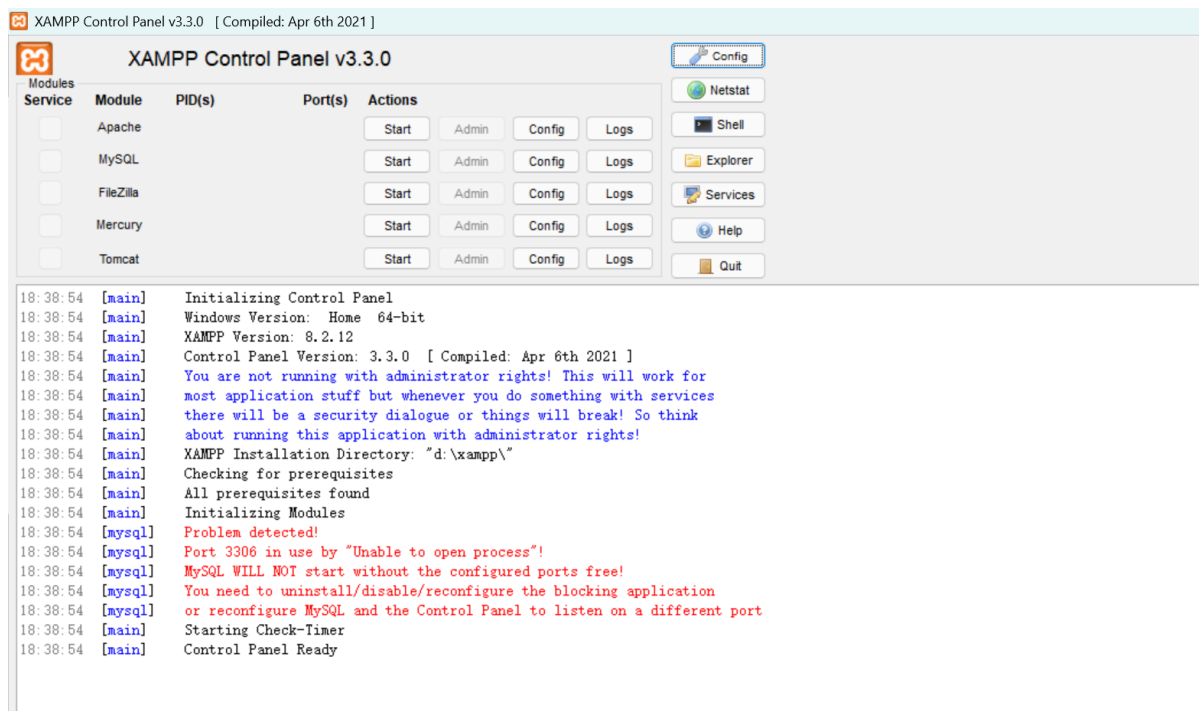 XAMPP Control Panel v3.3.0 [ Compiled: Apr 6th 2021 ]
XAMPP Control Panel v3.3.0
Config
Modules
Service Module PID(s) Port(s) Actions
Netstat
Apache Start Admin Config Logs
Shell
MySQL Start Admin Config Logs
Explorer
FileZilla Start Admin Config Logs
Services
Mercury Start Admin Config Logs
Help
Tomcat Start Admin Config Logs
Quit
18:38:54 [main] Initializing Control Panel
18:38:54 [main] Windows Version: Home 64-bit
18:38:54 [main] XAMPP Version: 8.2.12
18:38:54 [main] Control Panel Version: 3.3.0 [ Compiled: Apr 6th 2021 ]
18:38:54 [main] You are not running with administrator rights! This will work for
18:38:54 [main] most application stuff but whenever you do something with services
18:38:54 [main] there will be a security dialogue or things will break! So think
18:38:54 [main] about running this application with administrator rights!
18:38:54 [main] XAMPP Installation Directory: "d:\xampp\"
18:38:54 [main] Checking for prerequisites
18:38:54 [main] All prerequisites found
18:38:54 [main] Initializing Modules
18:38:54 [mysql] Problem detected!
18:38:54 [mysql] Port 3306 in use by "Unable to open process"!
18:38:54 [mysql] MySQL WILL NOT start without the configured ports free!
18:38:54 [mysql] You need to uninstall/disable/reconfigure the blocking application
18:38:54 [mysql] or reconfigure MySQL and the Control Panel to listen on a different port
18:38:54 [main] Starting Check-Timer
18:38:54 [main] Control Panel Ready